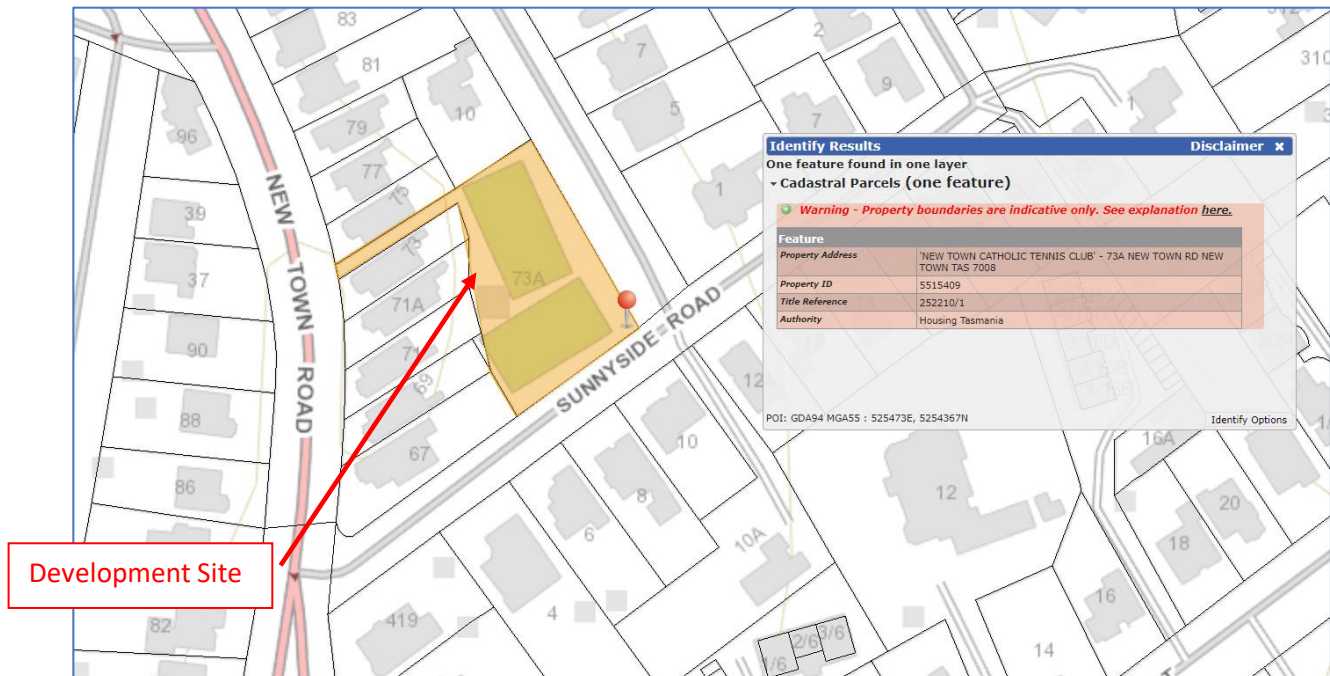 83
81
79
77
75
73
71A
71
69
67
10
96
39
37
90
88
86
82
NEW TOWN ROAD
73A
SUNNYSIDE ROAD
7
5
1
2
9
7
1
310
Identify Results Disclaimer ×
One feature found in one layer
Cadastral Parcels (one feature)
Warning - Property boundaries are indicative only. See explanation here.
Feature
Property Address 'NEW TOWN CATHOLIC TENNIS CLUB' - 73A NEW TOWN RD NEW
TOWN TAS 7008
Property ID 5515409
Title Reference 252210/1
Authority Housing Tasmania
POI: GDA94 MGA55 : 525473E, 5254367N Identify Options
Development Site
10
8
6
4
419
10A
12
16A
20
18
16
14
2/6
3/6
1/6